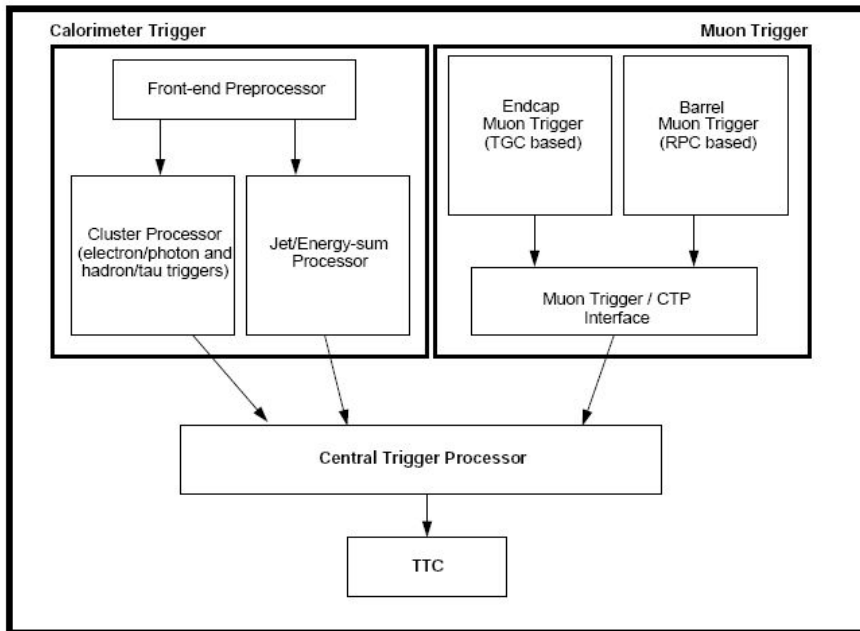 Calorimeter Trigger
Muon Trigger
Front-end Preprocessor
Cluster Processor
(electron/photon and
hadron/tau triggers)
Jet/Energy-sum
Processor
Endcap
Muon Trigger
(TGC based)
Barrel
Muon Trigger
(RPC based)
Muon Trigger / CTP
Interface
Central Trigger Processor
TTC